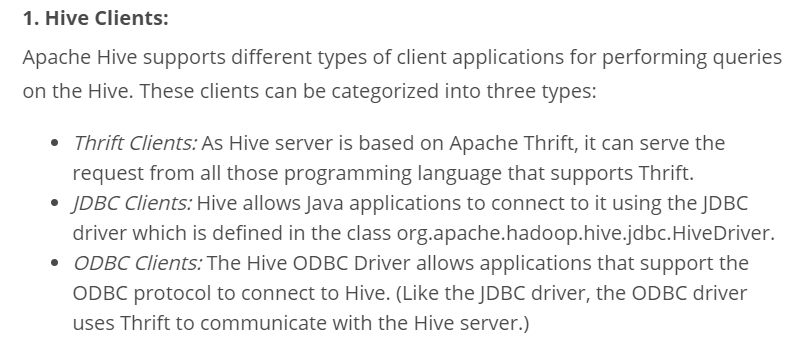 1. Hive Clients:
Apache Hive supports different types of client applications for performing queries
on the Hive. These clients can be categorized into three types:
• Thrift Clients: As Hive server is based on Apache Thrift, it can serve the
request from all those programming language that supports Thrift.
• JDBC Clients: Hive allows Java applications to connect to it using the JDBC
driver which is defined in the class org.apache.hadoop.hive.jdbc.HiveDriver.
• ODBC Clients: The Hive ODBC Driver allows applications that support the
ODBC protocol to connect to Hive. (Like the JDBC driver, the ODBC driver
uses Thrift to communicate with the Hive server.)